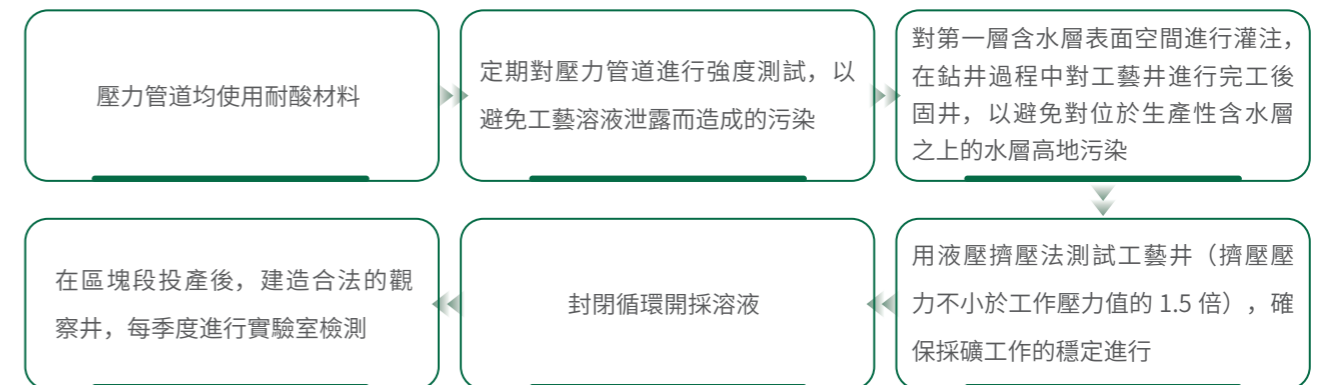 壓力管道均使用耐酸材料
定期對壓力管道進行強度測試，以
避免工藝溶液泄露而造成的污染
對第一層含水層表面空間進行灌注，
在鉆井過程中對工藝井進行完工後
固井，以避免對位於生產性含水層
之上的水層高地污染
用液壓擠壓法測試工藝井（擠壓壓
力不小於工作壓力值的 1.5 倍），確
保採礦工作的穩定進行
封閉循環開採溶液
在區塊段投產後，建造合法的觀
察井，每季度進行實驗室檢測